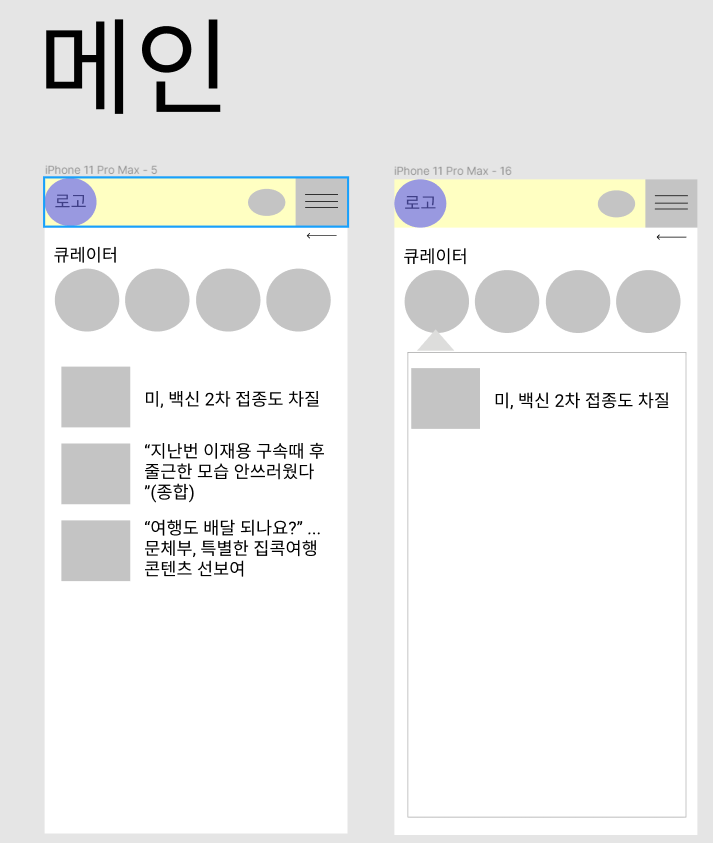 메인
iPhone 11 Pro Max - 5
로고
큐레이터
미, 백신 2차 접종도 차질
“지난번 이재용 구속때 후
줄근한 모습 안쓰러웠다
”(종합)
“여행도 배달 되나요?” ...
문체부, 특별한 집콕여행
콘텐츠 선보여
iPhone 11 Pro Max - 16
로고
큐레이터
미, 백신 2차 접종도 차질